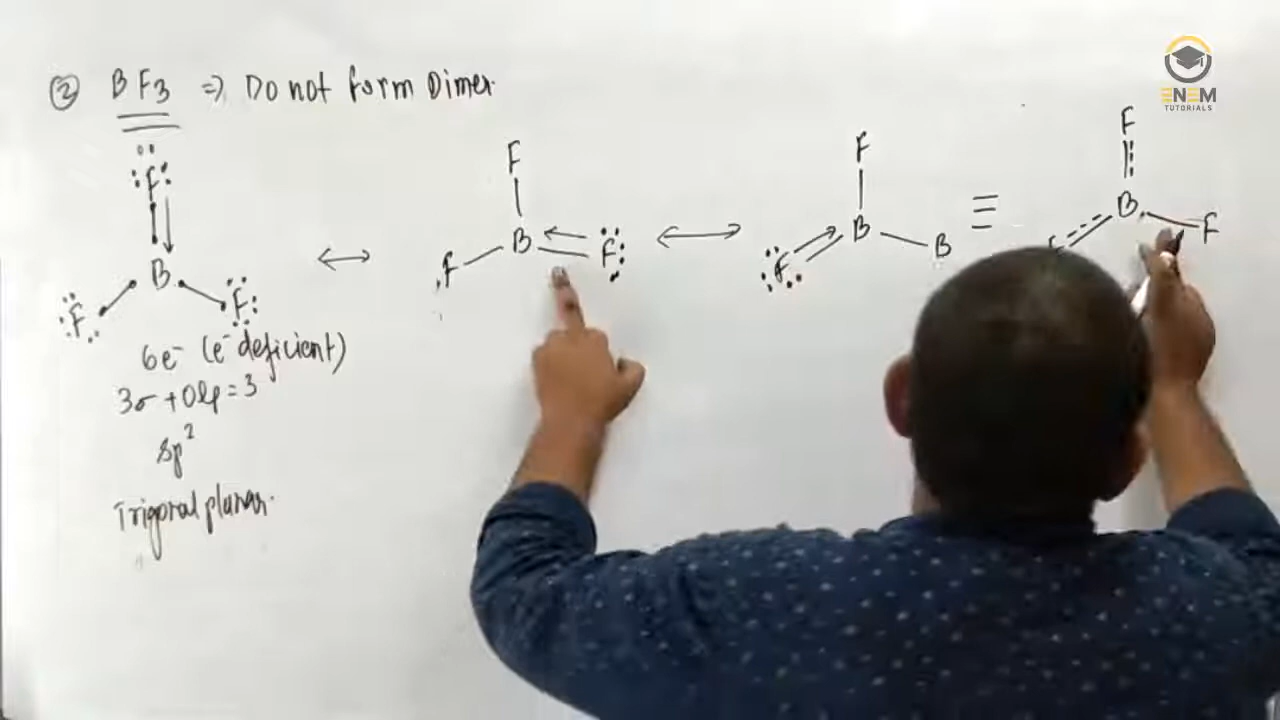 ② BF3 ⇒ Do not form Dimer.
F
B
F
F
6e⁻ (e⁻ deficient)
3σ + 0lp = 3
sp²
Trigonal planar.
F
F B F
F
F B B
≡
F
B F
F
ENEM
TUTORIALS